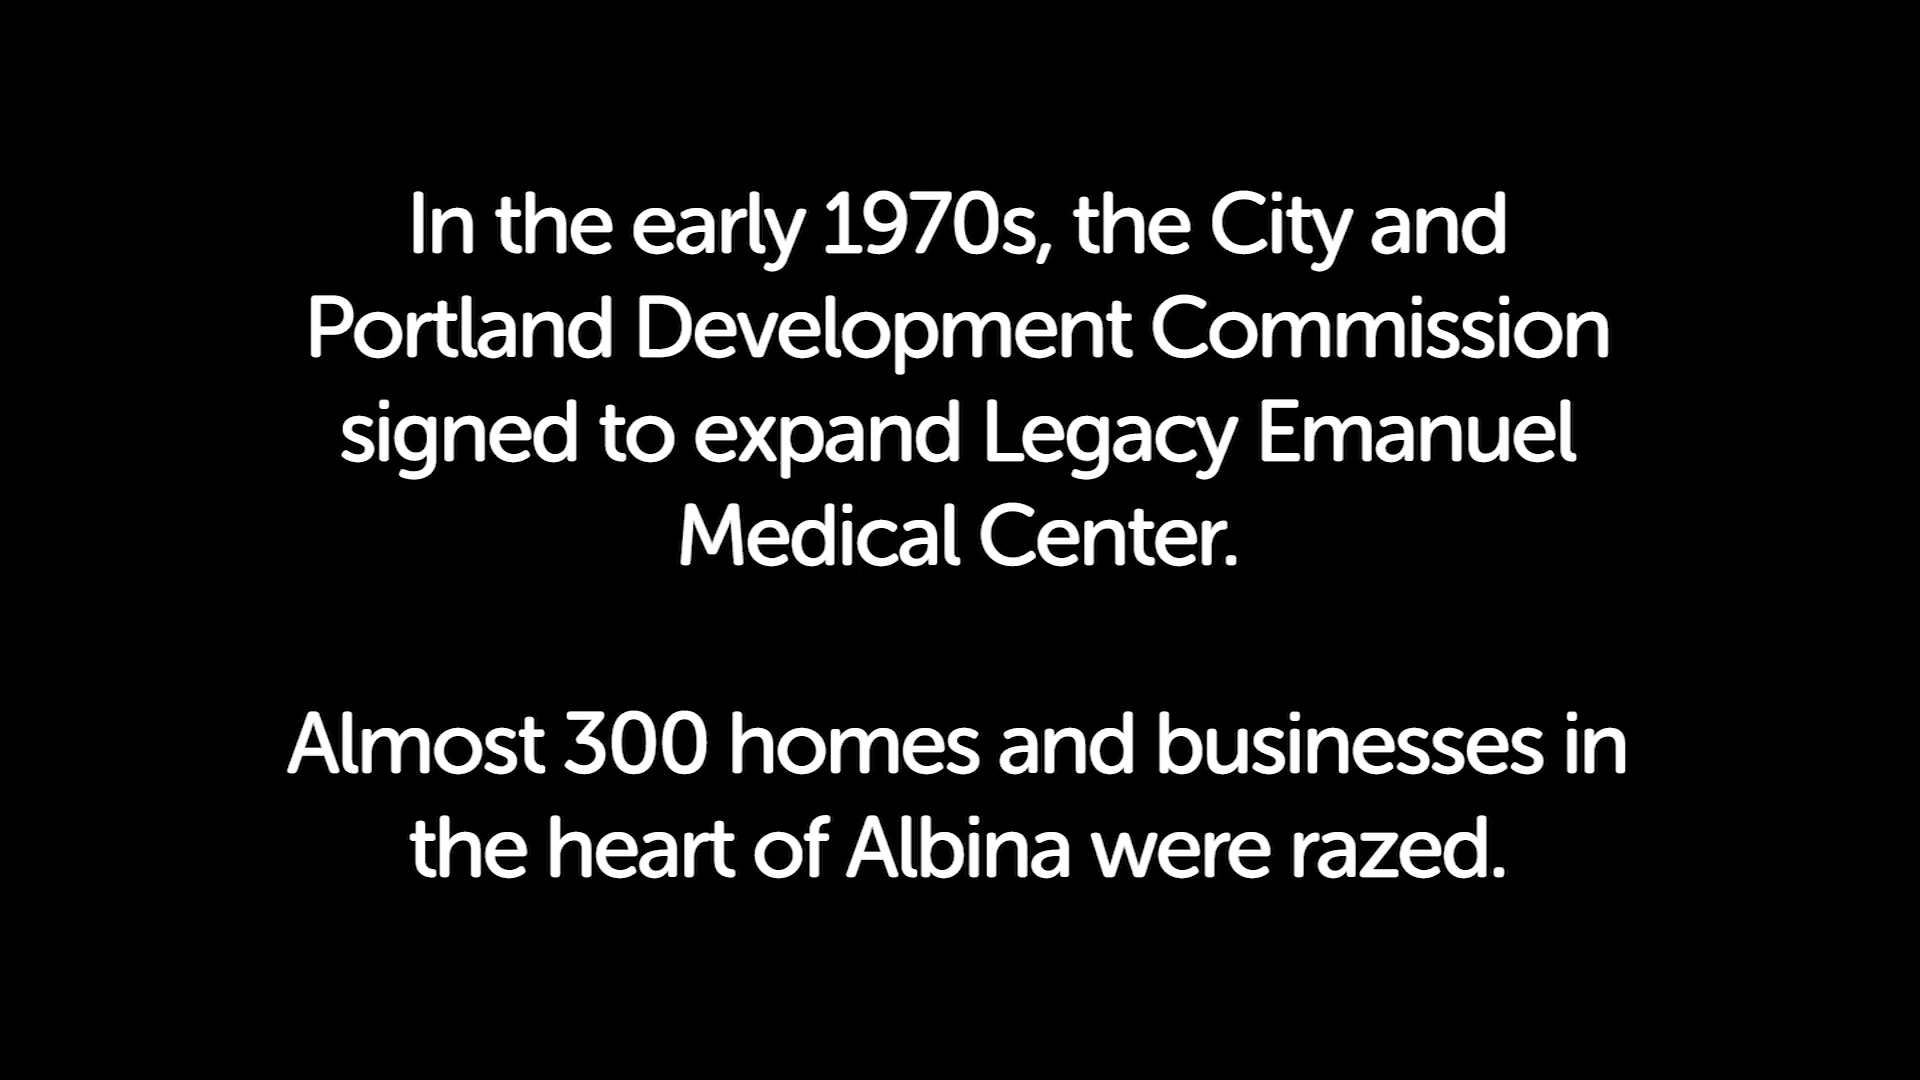 In the early 1970s, the City and
Portland Development Commission
signed to expand Legacy Emanuel
Medical Center.
Almost 300 homes and businesses in
the heart of Albina were razed.